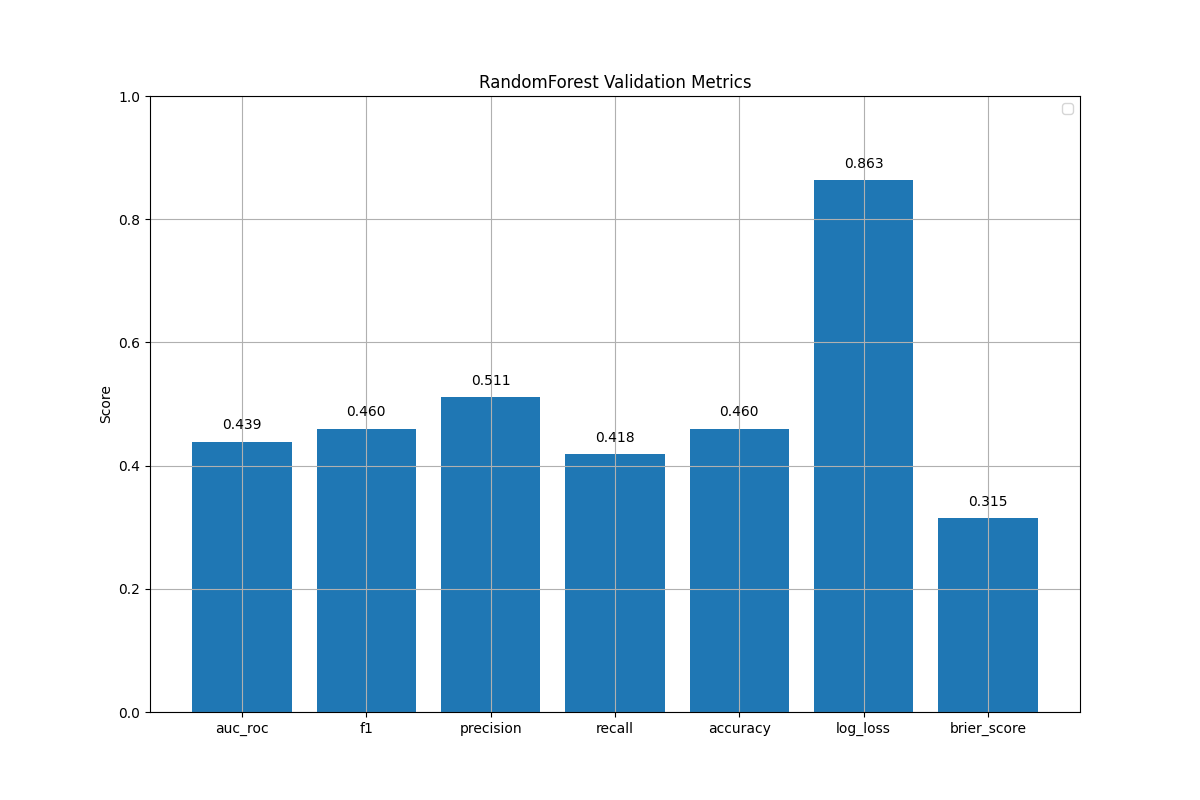 RandomForest Validation Metrics
1.0
0.8
0.6
0.4
0.2
0.0
Score
0.439
0.460
0.511
0.418
0.460
0.863
0.315
auc_roc
f1
precision
recall
accuracy
log_loss
brier_score